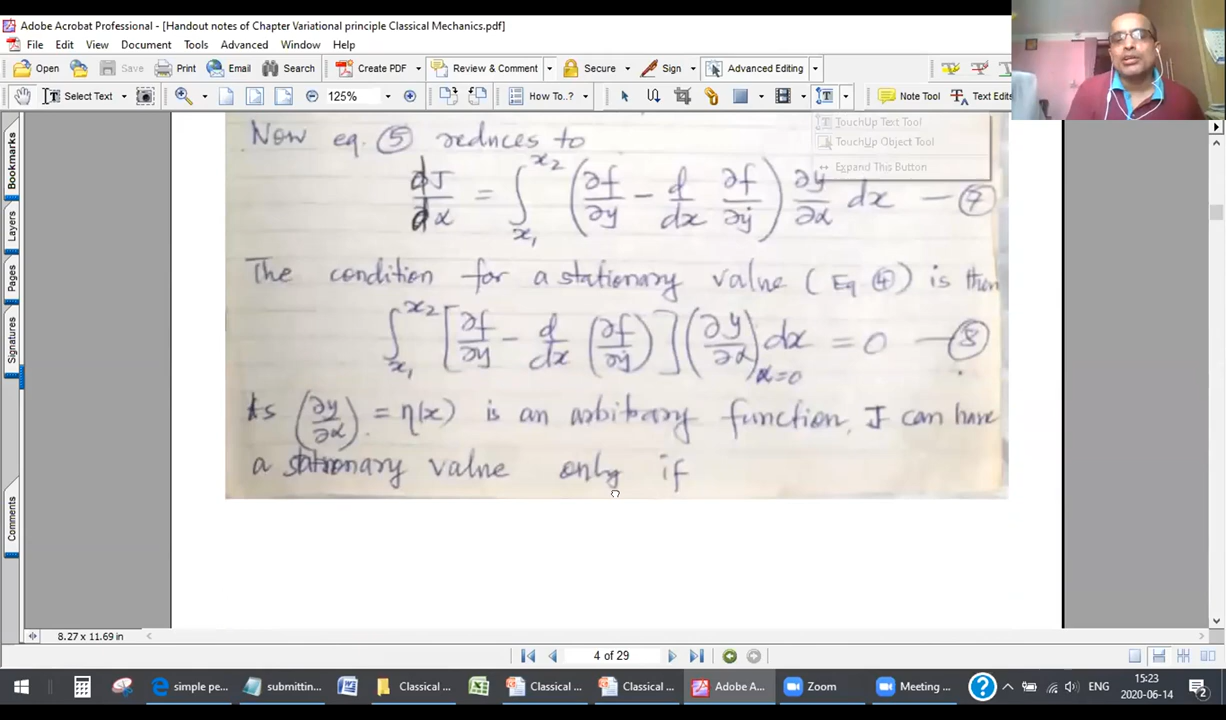 Adobe Acrobat Professional - [Handout notes of Chapter Variational principle Classical Mechanics.pdf]
File Edit View Document Tools Advanced Window Help
Open Save Print Email Search Create PDF Review & Comment Secure Sign Advanced Editing
Select Text 125% How To..? Note Tool Text Edits
TouchUp Text Tool
TouchUp Object Tool
Expand This Button
Bookmarks
Layers
Pages
Signatures
Comments
Now eq. ⑤ reduces to
dJ/dα = ∫_{x₁}^{x₂} (∂f/∂y − d/dx ∂f/∂ẏ) ∂y/∂α dx — ⑦
The condition for a stationary value (Eq ④) is then
∫_{x₁}^{x₂} [∂f/∂y − d/dx (∂f/∂ẏ)] (∂y/∂α)_{α=0} dx = 0 — ⑧
As (∂y/∂α) = η(x) is an arbitrary function, J can have
a stationary value only if
8.27 x 11.69 in
4 of 29
simple pe... submittin... Classical ... Classical ... Classical ... Adobe A... Zoom Meeting ... ENG 15:23
2020-06-14 2